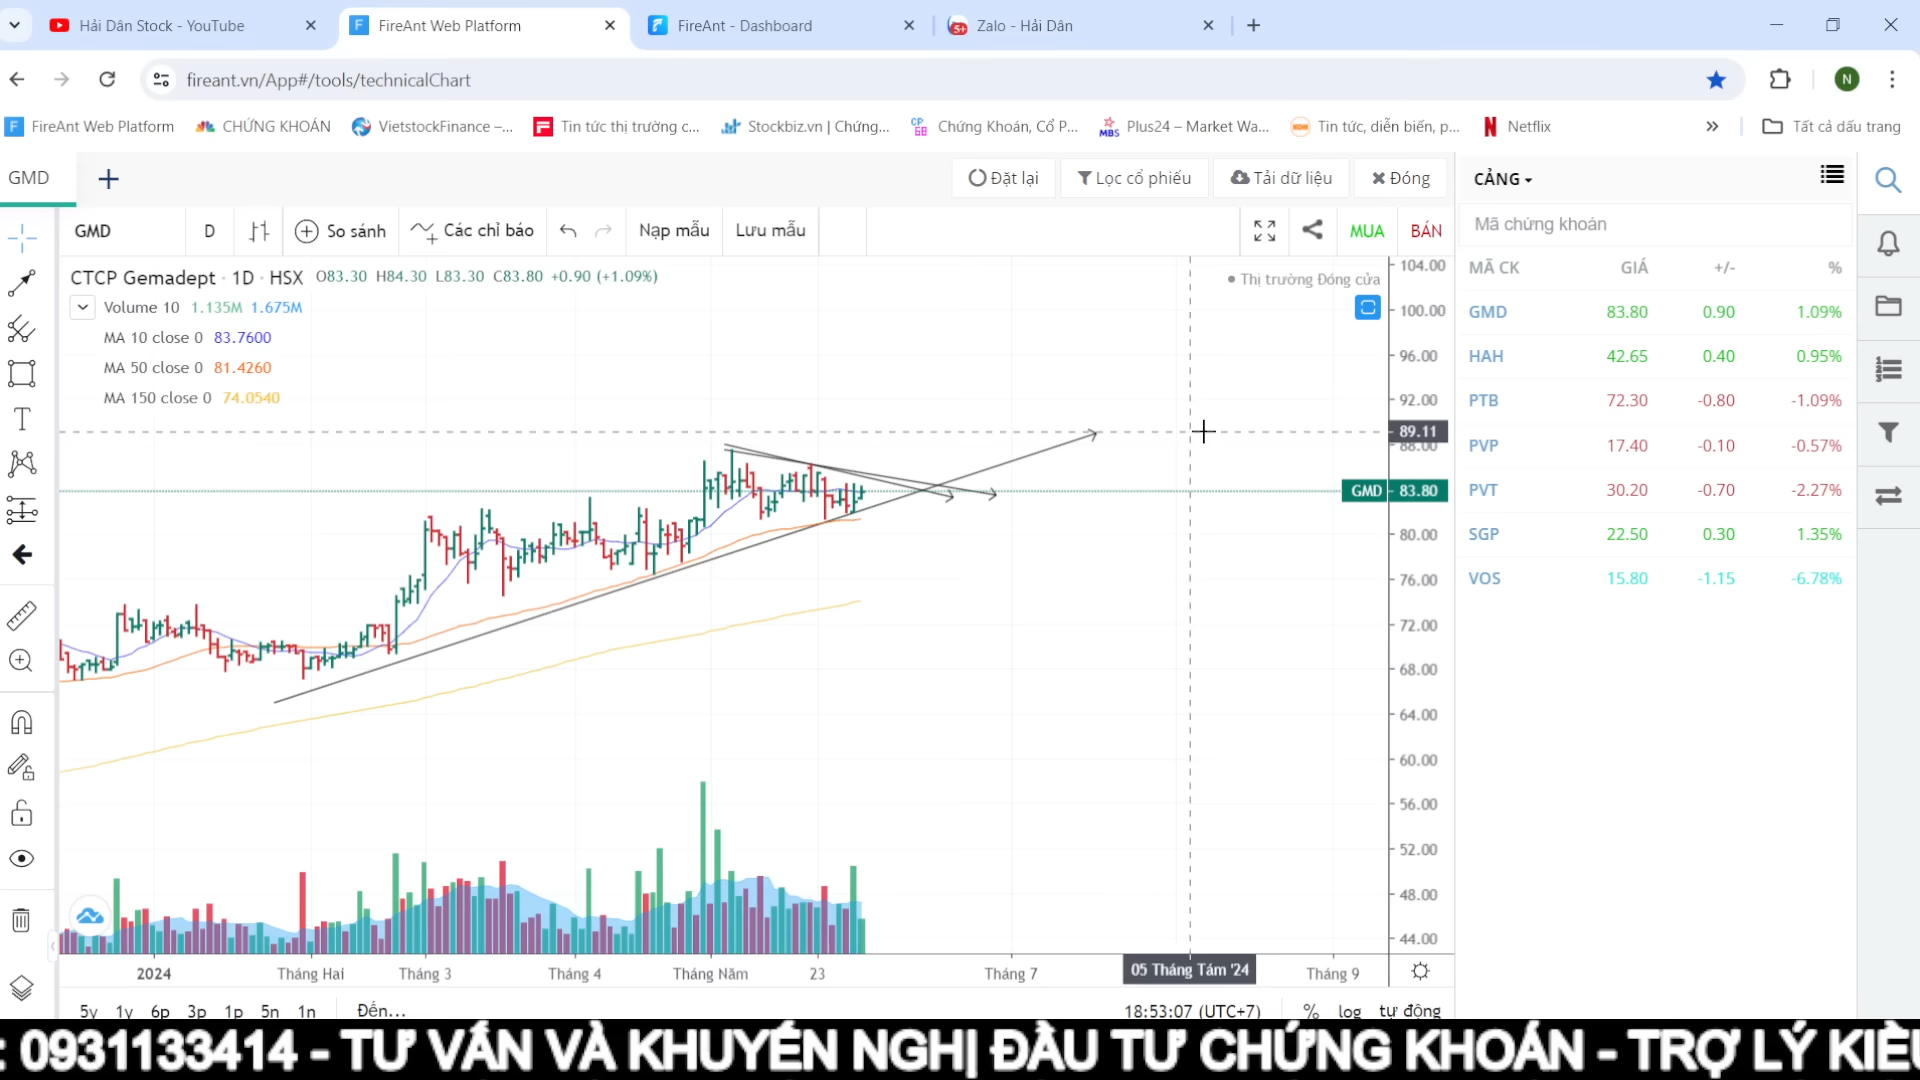 Hải Dân Stock - YouTube
FireAnt Web Platform
FireAnt - Dashboard
5+
Zalo - Hải Dân
fireant.vn/App#/tools/technicalChart
N
FireAnt Web Platform
CHỨNG KHOÁN
VietstockFinance –...
Tin tức thị trường c...
Stockbiz.vn | Chứng...
Chứng Khoán, Cổ P...
MBS
Plus24 – Market Wa...
Tin tức, diễn biến, p...
Netflix
Tất cả dấu trang
GMD
Đặt lại
Lọc cổ phiếu
Tải dữ liệu
Đóng
CẢNG
GMD
D
So sánh
Các chỉ báo
Nạp mẫu
Lưu mẫu
MUA
BÁN
Mã chứng khoán
CTCP Gemadept · 1D · HSX O83.30 H84.30 L83.30 C83.80 +0.90 (+1.09%)
Thị trường Đóng cửa
Volume 10 1.135M 1.675M
MA 10 close 0 83.7600
MA 50 close 0 81.4260
MA 150 close 0 74.0540
104.00
100.00
96.00
92.00
89.11
88.00
GMD 83.80
80.00
76.00
72.00
68.00
64.00
60.00
56.00
52.00
48.00
44.00
MÃ CK GIÁ +/- %
GMD 83.80 0.90 1.09%
HAH 42.65 0.40 0.95%
PTB 72.30 -0.80 -1.09%
PVP 17.40 -0.10 -0.57%
PVT 30.20 -0.70 -2.27%
SGP 22.50 0.30 1.35%
VOS 15.80 -1.15 -6.78%
2024
Tháng Hai
Tháng 3
Tháng 4
Tháng Năm
23
Tháng 7
05 Tháng Tám '24
Tháng 9
5y 1y 6p 3p 1p 5n 1n Đến...
18:53:07 (UTC+7) % log tự động
: 0931133414 - TƯ VẤN VÀ KHUYẾN NGHỊ ĐẦU TƯ CHỨNG KHOÁN - TRỢ LÝ KIỀU